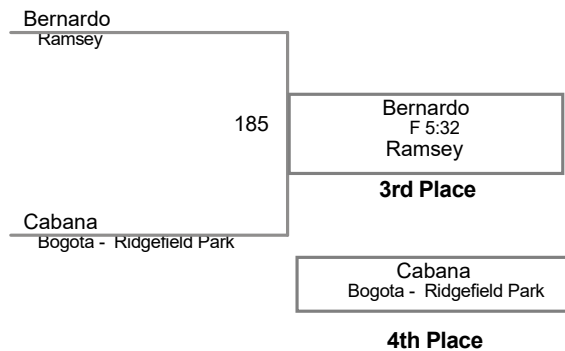 Bernardo
Ramsey
185
Bernardo
F 5:32
Ramsey
3rd Place
Cabana
Bogota - Ridgefield Park
Cabana
Bogota - Ridgefield Park
4th Place